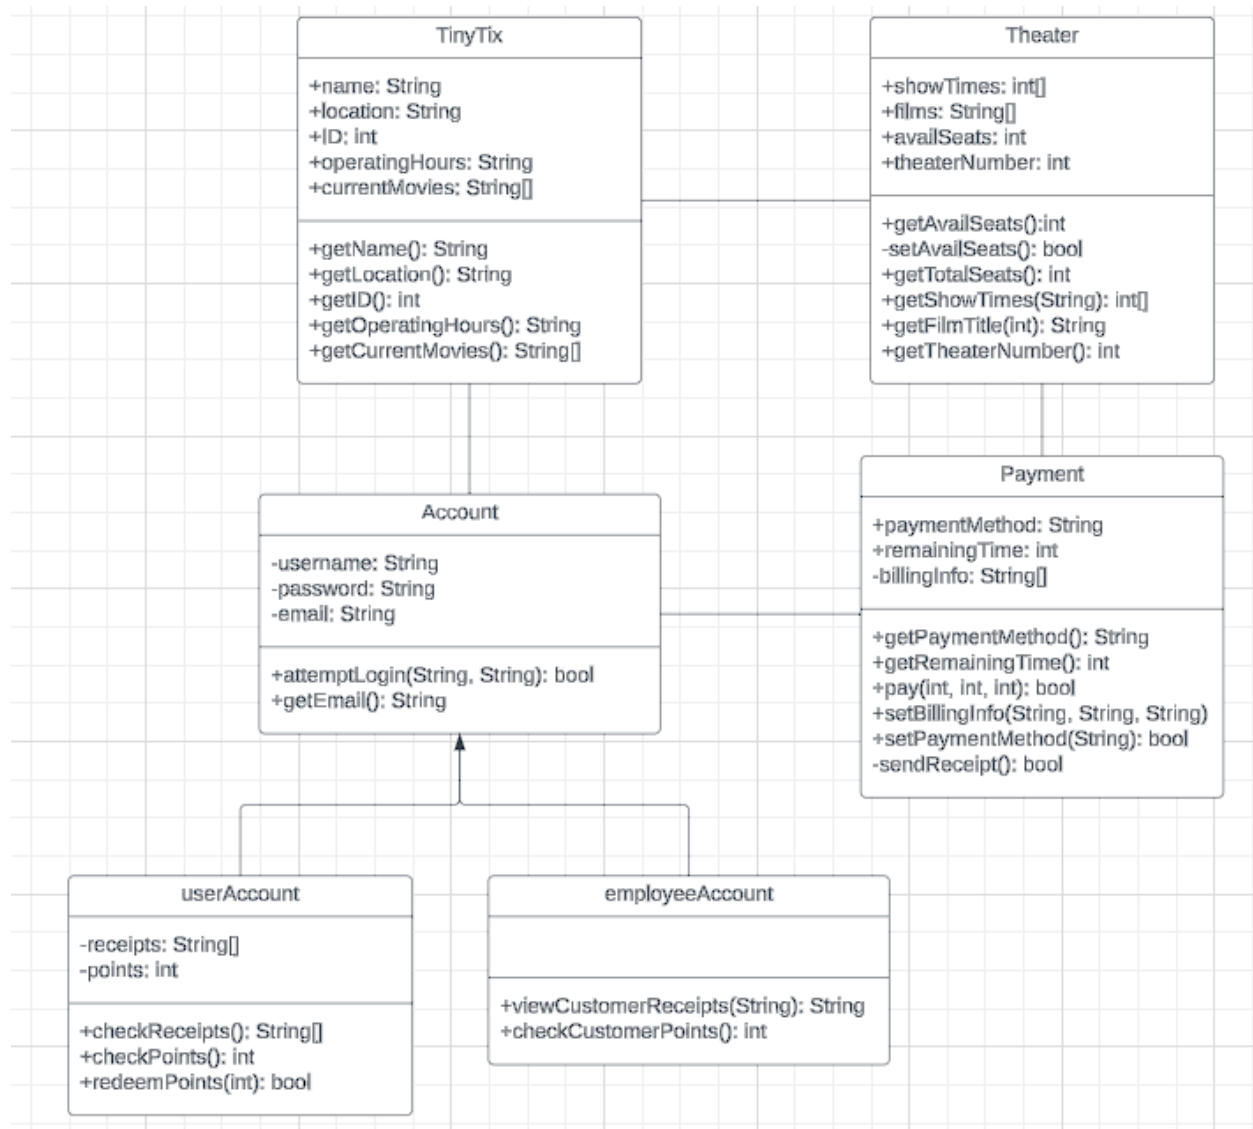 TinyTix
+name: String
+location: String
+ID: int
+operatingHours: String
+currentMovies: String[]
+getName(): String
+getLocation(): String
+getID(): int
+getOperatingHours(): String
+getCurrentMovies(): String[]
Theater
+showTimes: int[]
+films: String[]
+availSeats: int
+theaterNumber: int
+getAvailSeats():int
-setAvailSeats(): bool
+getTotalSeats(): int
+getShowTimes(String): int[]
+getFilmTitle(int): String
+getTheaterNumber(): int
Account
-username: String
-password: String
-email: String
+attemptLogin(String, String): bool
+getEmail(): String
Payment
+paymentMethod: String
+remainingTime: int
-billingInfo: String[]
+getPaymentMethod(): String
+getRemainingTime(): int
+pay(int, int, int): bool
+setBillingInfo(String, String, String)
+setPaymentMethod(String): bool
-sendReceipt(): bool
userAccount
-receipts: String[]
-points: int
+checkReceipts(): String[]
+checkPoints(): int
+redeemPoints(int): bool
employeeAccount
+viewCustomerReceipts(String): String
+checkCustomerPoints(): int